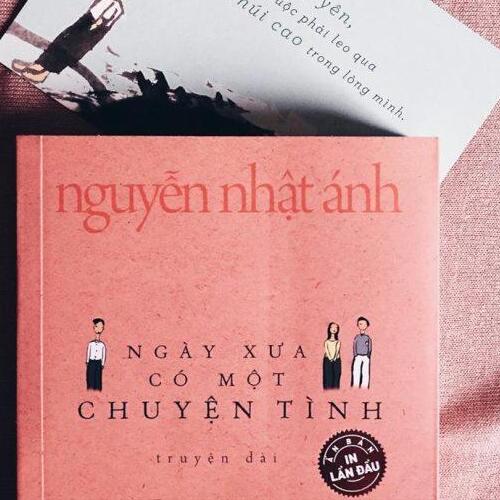 yên,
phải leo qua
núi cao trong lòng mình.
nguyễn nhật ánh
NGÀY XƯA
CÓ MỘT
CHUYỆN TÌNH
truyện dài
ẤN BẢN
IN
LẦN ĐẦU